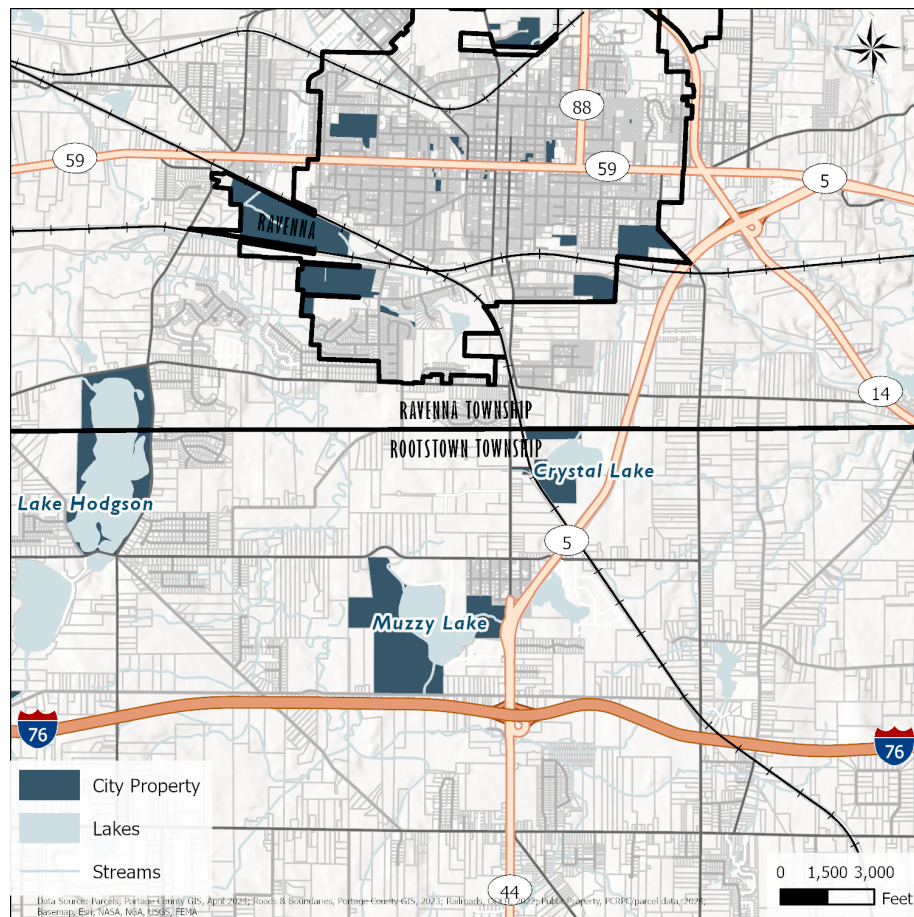 88
59
59
5
RAVENNA
14
RAVENNA TOWNSHIP
ROOTSTOWN TOWNSHIP
Crystal Lake
Lake Hodgson
5
Muzzy Lake
76
76
City Property
Lakes
Streams
0 1,500 3,000
Feet
44
Data Source: Parcels, Portage County GIS, April 2024; Roads & Boundaries, Portage County GIS, 2023; Railroads, 2022; Public Property, PCRPC/parcel data, 2024;
Basemap, Esri, NASA, NGA, USGS, FEMA